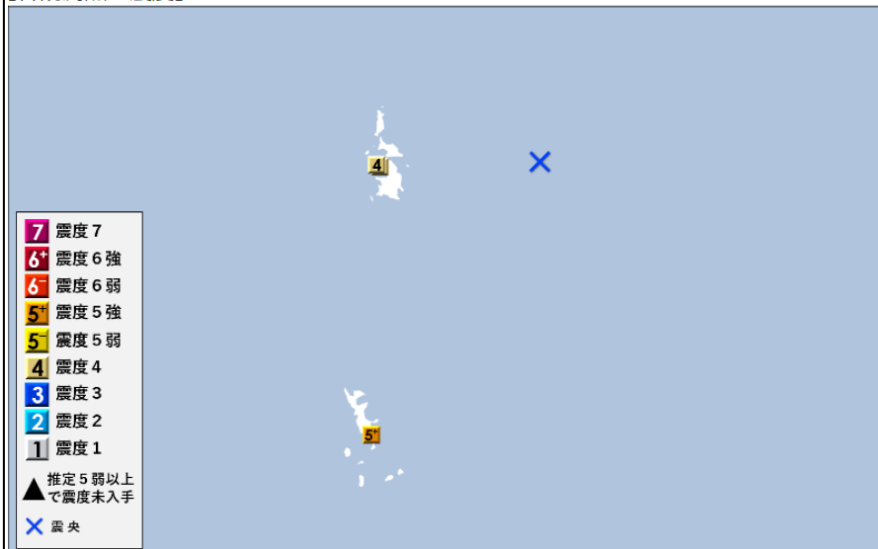 4
5+
7 震度７
6+ 震度６強
6- 震度６弱
5+ 震度５強
5- 震度５弱
4 震度４
3 震度３
2 震度２
1 震度１
推定５弱以上
で震度未入手
震央